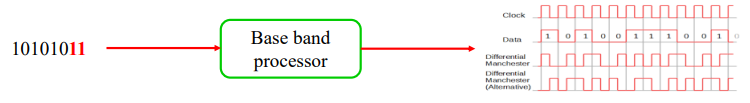 10101011
Base band
processor
Clock
Data
1 0 1 0 0 1 1 1 0 0 1 0
Differential
Manchester
Differential
Manchester
(Alternative)